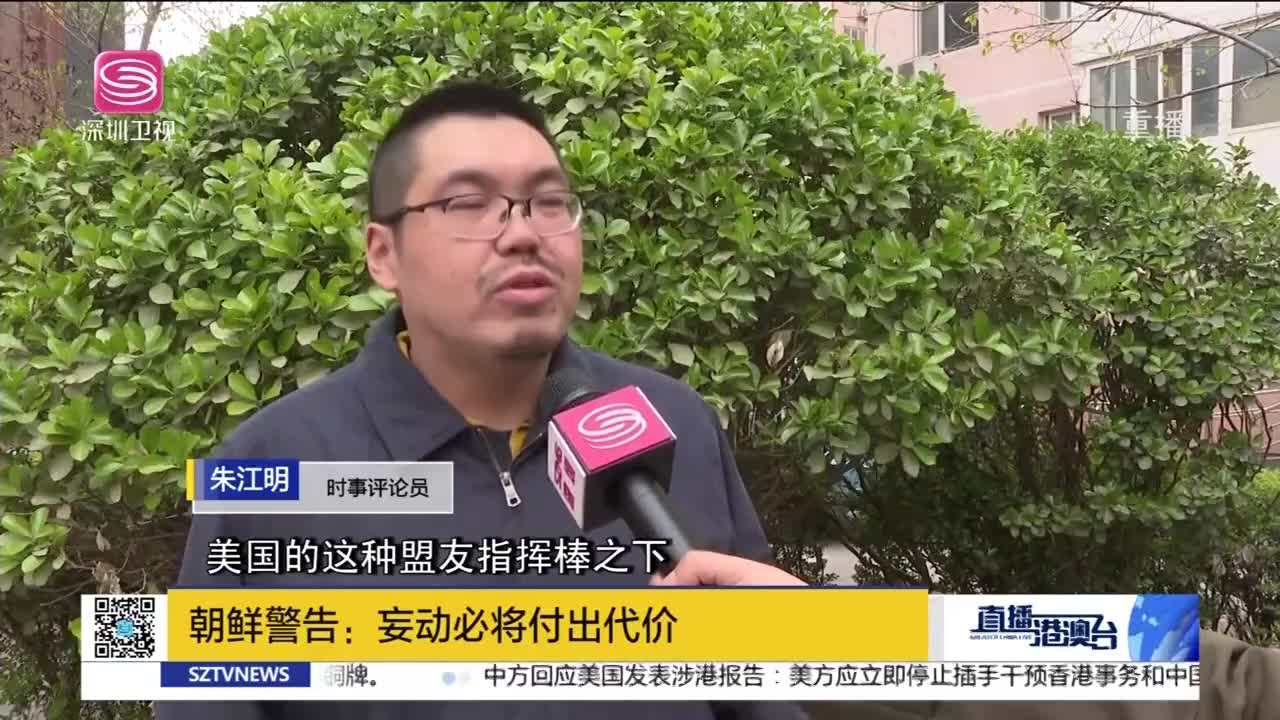 深圳卫视
重播
朱江明
时事评论员
美国的这种盟友指挥棒之下
朝鲜警告：妄动必将付出代价
直播港澳台
GREATER CHINA LIVE
SZTVNEWS
铜牌。
中方回应美国发表涉港报告：美方应立即停止插手干预香港事务和中国